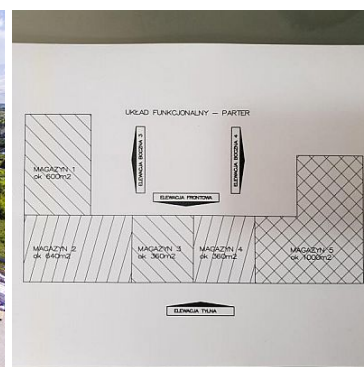 UKŁAD FUNKCJONALNY – PARTER
ELEWACJA BOCZNA 3
ELEWACJA BOCZNA 4
ELEWACJA FRONTOWA
MAGAZYN 1
ok 600m2
MAGAZYN 2
ok 640m2
MAGAZYN 3
ok 360m2
MAGAZYN 4
ok 360m2
MAGAZYN 5
ok 1000m2
ELEWACJA TYLNA